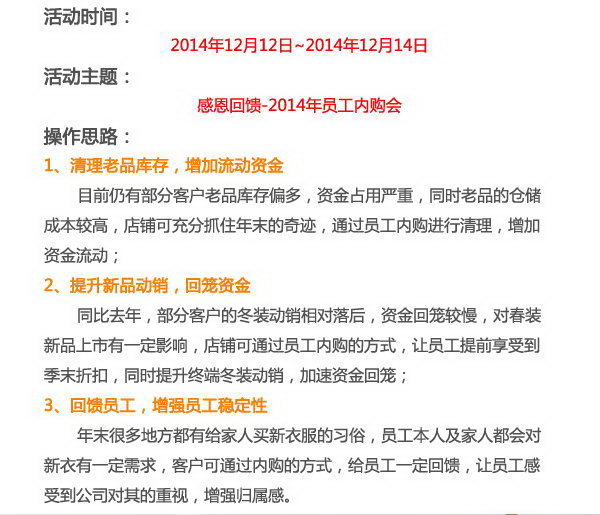 活动时间：
2014年12月12日~2014年12月14日
活动主题：
感恩回馈-2014年员工内购会
操作思路：
1、清理老品库存，增加流动资金
目前仍有部分客户老品库存偏多，资金占用严重，同时老品的仓储
成本较高，店铺可充分抓住年末的奇迹，通过员工内购进行清理，增加
资金流动；
2、提升新品动销，回笼资金
同比去年，部分客户的冬装动销相对落后，资金回笼较慢，对春装
新品上市有一定影响，店铺可通过员工内购的方式，让员工提前享受到
季末折扣，同时提升终端冬装动销，加速资金回笼；
3、回馈员工，增强员工稳定性
年末很多地方都有给家人买新衣服的习俗，员工本人及家人都会对
新衣有一定需求，客户可通过内购的方式，给员工一定回馈，让员工感
受到公司对其的重视，增强归属感。